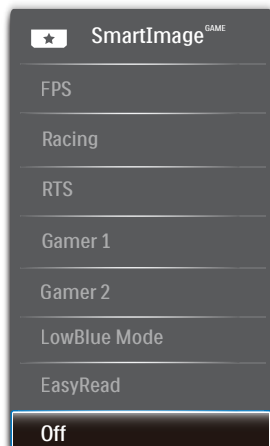 SmartImage GAME
FPS
Racing
RTS
Gamer 1
Gamer 2
LowBlue Mode
EasyRead
Off